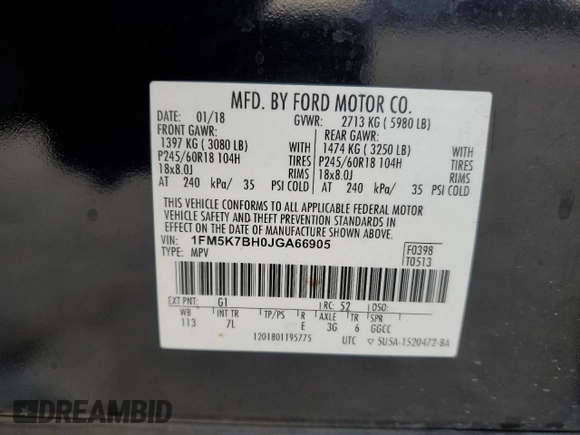 MFD. BY FORD MOTOR CO.
DATE: 01/18 GVWR: 2713 KG ( 5980 LB)
FRONT GAWR: REAR GAWR:
1397 KG ( 3080 LB) 1474 KG ( 3250 LB)
P245/60R18 104H TIRES P245/60R18 104H TIRES
18x8.0J RIMS 18x8.0J RIMS
AT 240 kPa/ 35 PSI COLD AT 240 kPa/ 35 PSI COLD
THIS VEHICLE CONFORMS TO ALL APPLICABLE FEDERAL MOTOR
VEHICLE SAFETY AND THEFT PREVENTION STANDARDS IN
EFFECT ON THE DATE OF MANUFACTURE SHOWN ABOVE.
VIN: 1FM5K7BH0JGA66905 F0398
TYPE: MPV T0513
EXT PNT: G1 RC: 52 DSO:
WB INT TR TP/PS R AXLE TR SPR
113 7L E 3G 6 GGCC
1201801195775 UTC ▽ SU5A-1520472-BA
DREAMBID